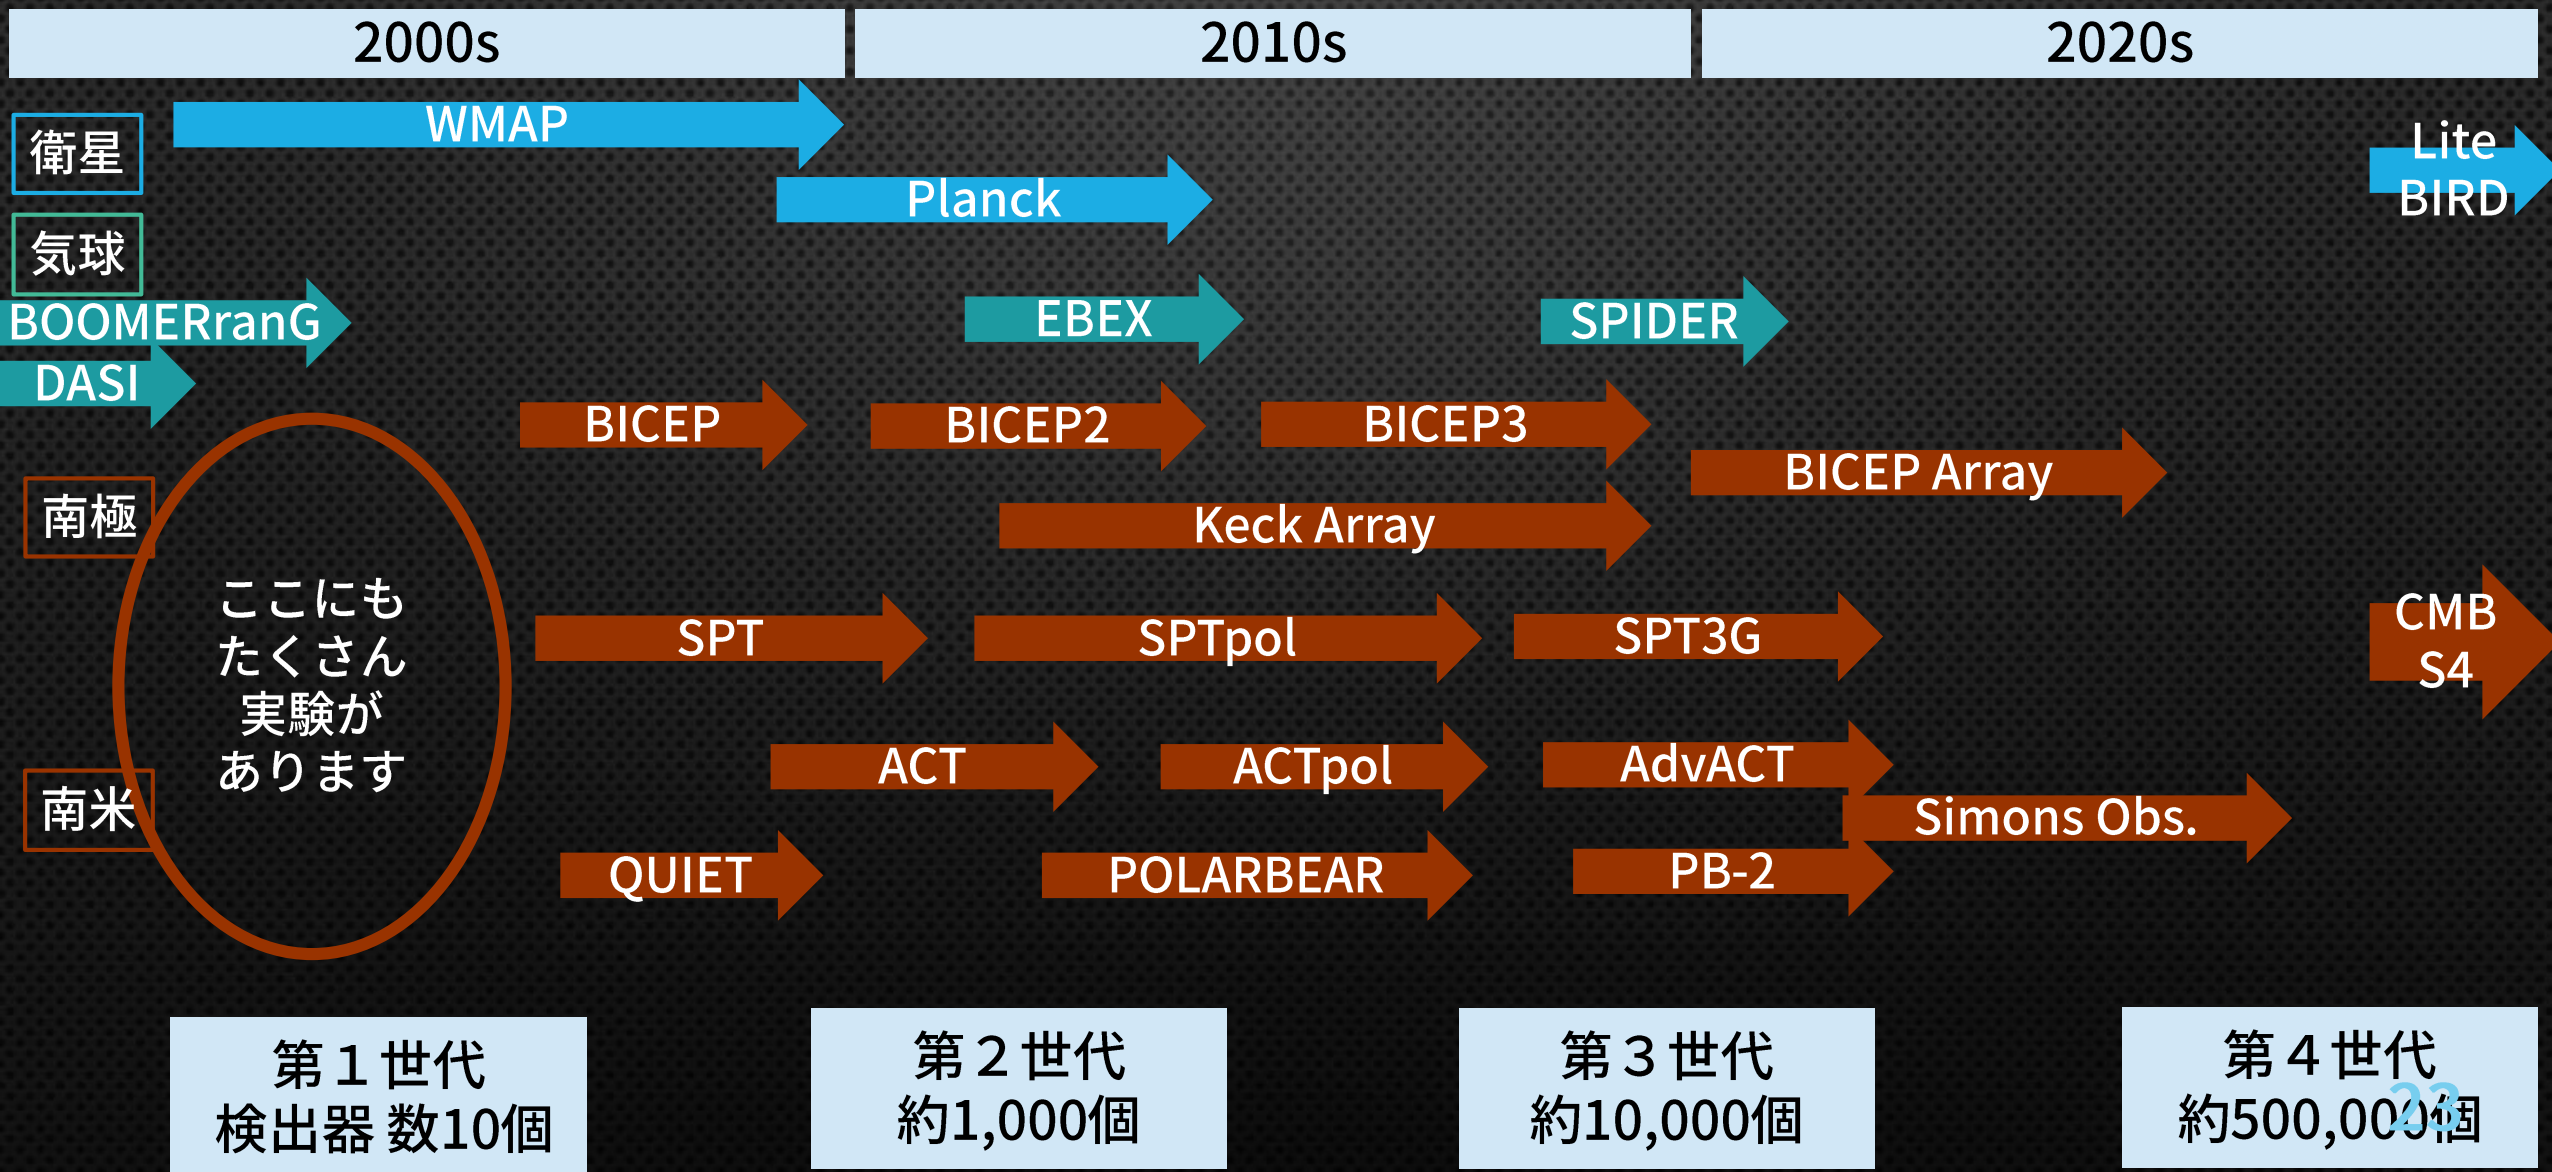 2000s
2010s
2020s
衛星
WMAP
Planck
Lite
BIRD
気球
BOOMERranG
EBEX
SPIDER
DASI
BICEP
BICEP2
BICEP3
BICEP Array
南極
Keck Array
ここにも
たくさん
実験が
あります
SPT
SPTpol
SPT3G
CMB
S4
南米
ACT
ACTpol
AdvACT
Simons Obs.
QUIET
POLARBEAR
PB-2
第１世代
検出器 数10個
第２世代
約1,000個
第３世代
約10,000個
第４世代
約500,000個
23